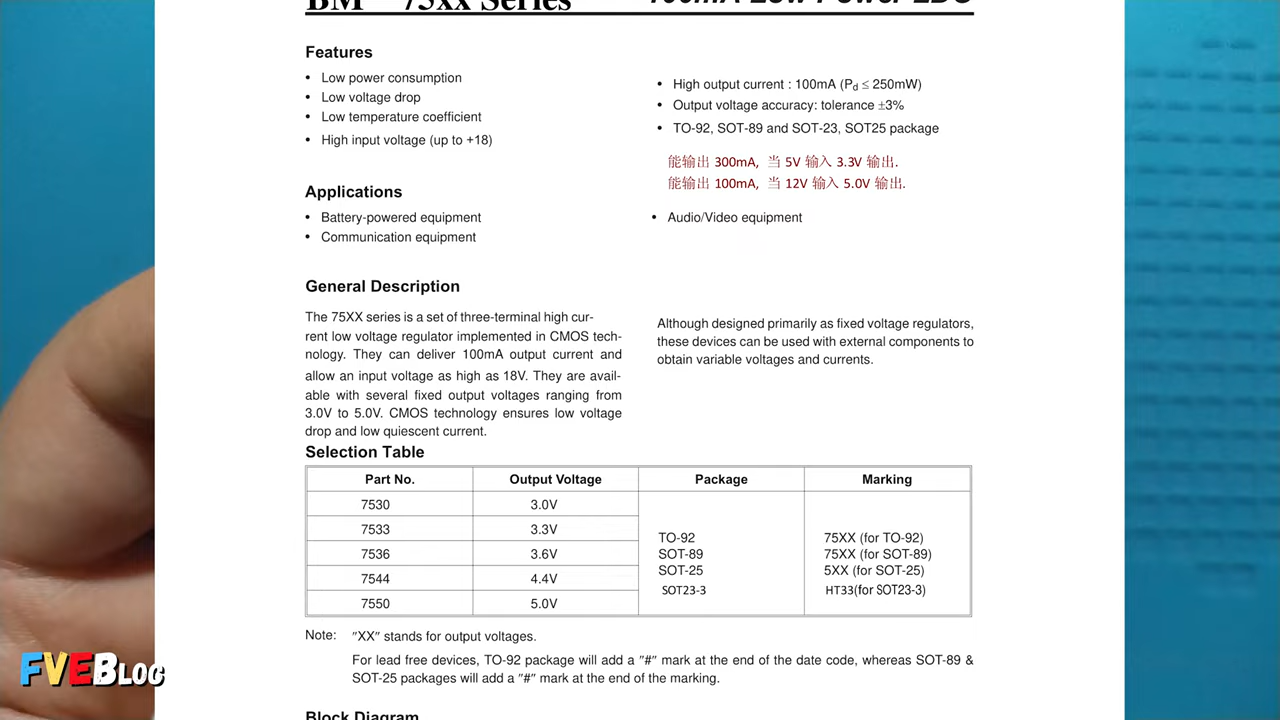 BM 75xx Series
100mA Low Power LDO
Features
• Low power consumption
• Low voltage drop
• Low temperature coefficient
• High input voltage (up to +18)
• High output current : 100mA (Pd ≤ 250mW)
• Output voltage accuracy: tolerance ±3%
• TO-92, SOT-89 and SOT-23, SOT25 package
能输出 300mA, 当 5V 输入 3.3V 输出.
能输出 100mA, 当 12V 输入 5.0V 输出.
Applications
• Battery-powered equipment
• Communication equipment
• Audio/Video equipment
General Description
The 75XX series is a set of three-terminal high cur-
rent low voltage regulator implemented in CMOS tech-
nology. They can deliver 100mA output current and
allow an input voltage as high as 18V. They are avail-
able with several fixed output voltages ranging from
3.0V to 5.0V. CMOS technology ensures low voltage
drop and low quiescent current.
Although designed primarily as fixed voltage regulators,
these devices can be used with external components to
obtain variable voltages and currents.
Selection Table
Part No. Output Voltage Package Marking
7530 3.0V
7533 3.3V
7536 3.6V
7544 4.4V
7550 5.0V
TO-92 75XX (for TO-92)
SOT-89 75XX (for SOT-89)
SOT-25 5XX (for SOT-25)
SOT23-3 HT33(for SOT23-3)
Note: ″XX″ stands for output voltages.
For lead free devices, TO-92 package will add a ″#″ mark at the end of the date code, whereas SOT-89 &
SOT-25 packages will add a ″#″ mark at the end of the marking.
Block Diagram
FVEBlog